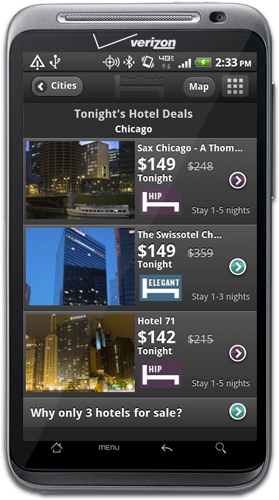 verizon
4G
2:33 PM
Cities
Hotel Tonight
Map
Tonight's Hotel Deals
Chicago
Sax Chicago - A Thom...
$149 $248
Tonight
HIP
Stay 1-5 nights
The Swissotel Ch...
$149 $359
Tonight
ELEGANT
Stay 1-3 nights
Hotel 71
$142 $215
Tonight
HIP
Stay 1-5 nights
Why only 3 hotels for sale?
MENU